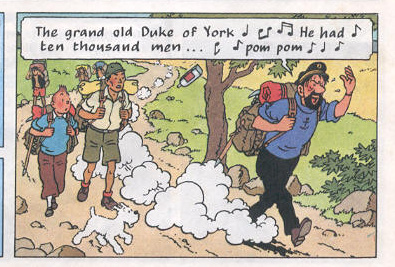 The grand old Duke of York ♩ ♫ ♫ He had ♪
ten thousand men ... ♪ ♪ pom pom ♩ ♩ ♪